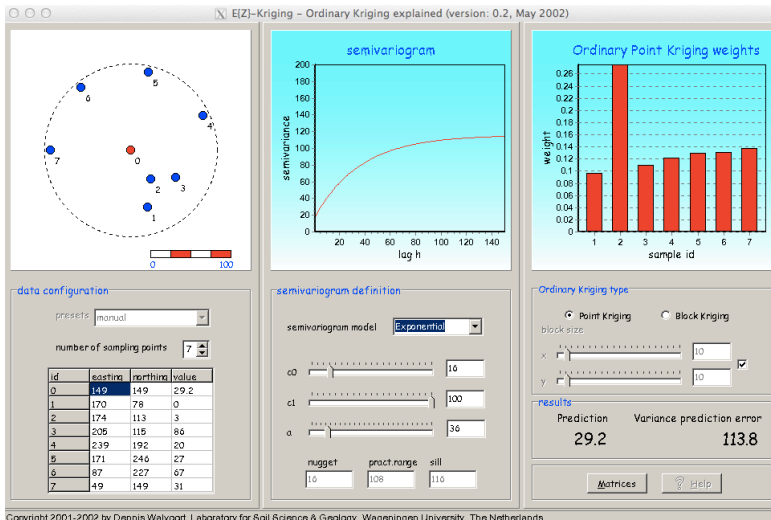 E{Z}-Kriging - Ordinary Kriging explained (version: 0.2, May 2002)
5
6
4
7
0
2
3
1
0 100
semivariogram
200
180
160
140
120
100
80
60
40
20
0
semivariance
20 40 60 80 100 120 140
lag h
Ordinary Point Kriging weights
0.26
0.24
0.22
0.2
0.18
0.16
0.14
0.12
0.1
0.08
0.06
0.04
0.02
0
weight
1 2 3 4 5 6 7
sample id
data configuration
presets manual
number of sampling points 7
id easting northing value
0 149 149 29.2
1 170 78 0
2 174 113 3
3 205 115 86
4 239 192 20
5 171 246 27
6 87 227 67
7 49 149 31
semivariogram definition
semivariogram model Exponential
c0 16
c1 100
a 36
nugget pract.range sill
16 108 116
Ordinary Kriging type
Point Kriging Block Kriging
block size
x 10
y 10
results
Prediction Variance prediction error
29.2 113.8
Matrices Help
Copyright 2001-2002 by Dennis Walvoort, Laboratory for Soil Science & Geology, Wageningen University, The Netherlands